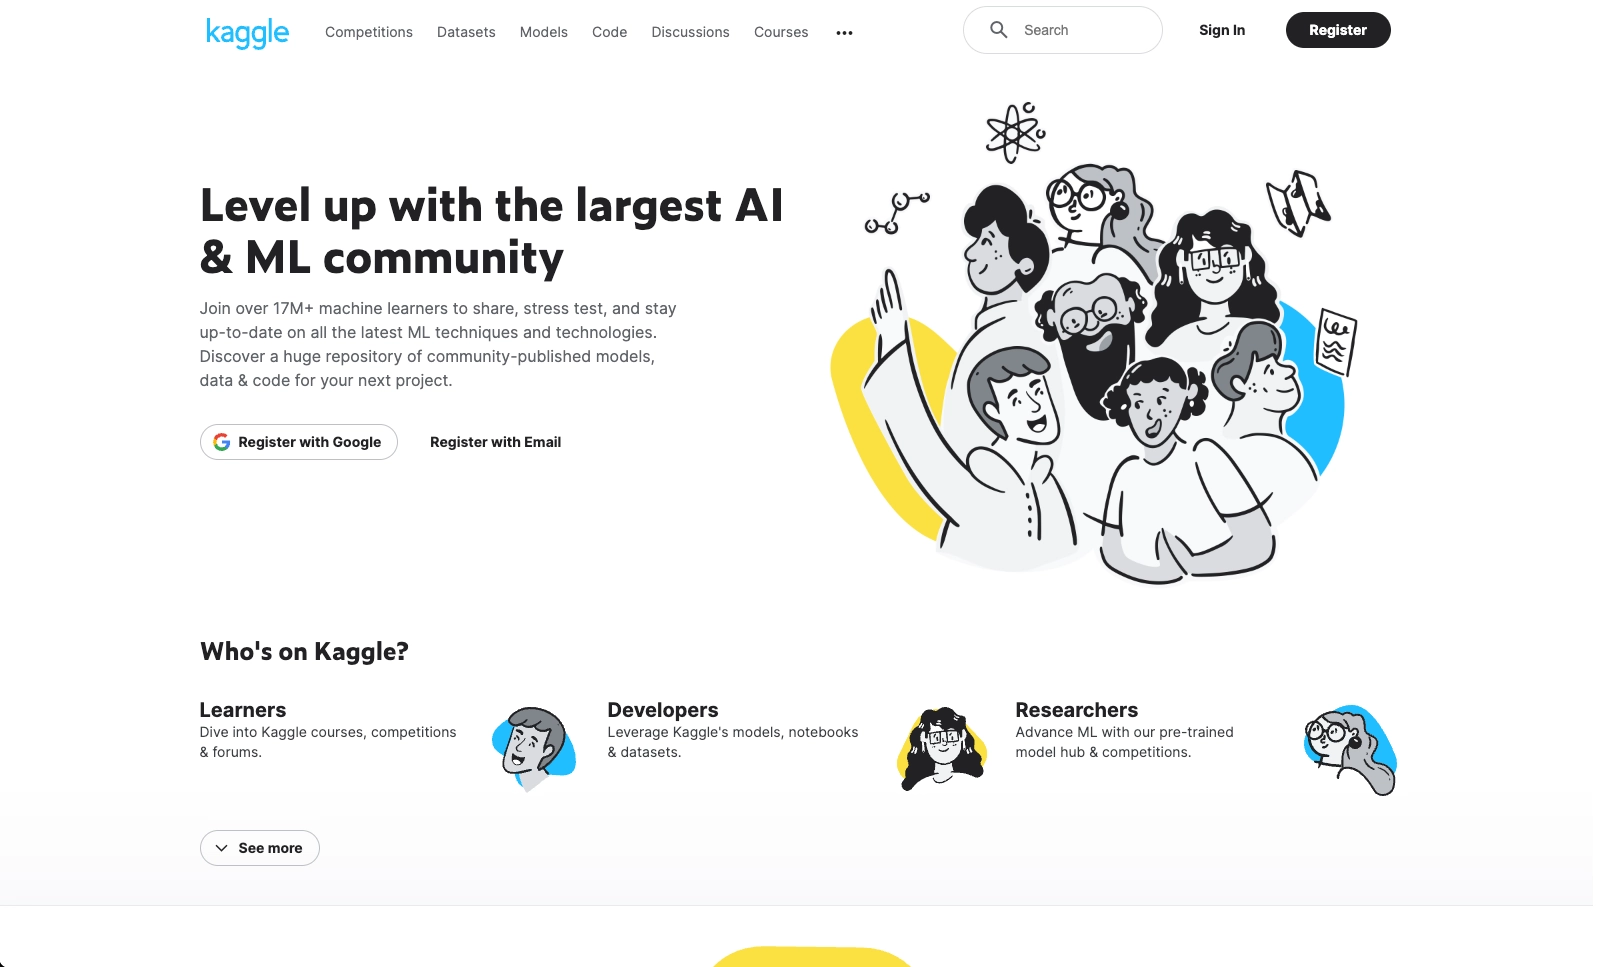 kaggle
Competitions
Datasets
Models
Code
Discussions
Courses
Search
Sign In
Register
Level up with the largest AI
& ML community
Join over 17M+ machine learners to share, stress test, and stay
up-to-date on all the latest ML techniques and technologies.
Discover a huge repository of community-published models,
data & code for your next project.
Register with Google
Register with Email
Who's on Kaggle?
Learners
Dive into Kaggle courses, competitions
& forums.
Developers
Leverage Kaggle's models, notebooks
& datasets.
Researchers
Advance ML with our pre-trained
model hub & competitions.
See more